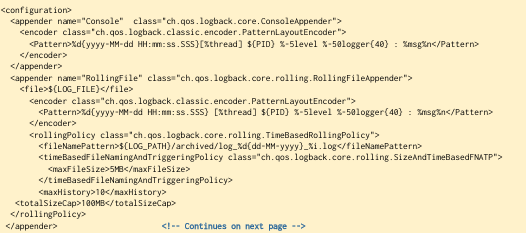 <configuration>
<appender name="Console" class="ch.qos.logback.core.ConsoleAppender">
<encoder class="ch.qos.logback.classic.encoder.PatternLayoutEncoder">
<Pattern>%d{yyyy-MM-dd HH:mm:ss.SSS}[%thread] ${PID} %-5level %-50logger{40} : %msg%n</Pattern>
</encoder>
</appender>
<appender name="RollingFile" class="ch.qos.logback.core.rolling.RollingFileAppender">
<file>${LOG_FILE}</file>
<encoder class="ch.qos.logback.classic.encoder.PatternLayoutEncoder">
<Pattern>%d{yyyy-MM-dd HH:mm:ss.SSS} [%thread] ${PID} %-5level %-50logger{40} : %msg%n</Pattern>
</encoder>
<rollingPolicy class="ch.qos.logback.core.rolling.TimeBasedRollingPolicy">
<fileNamePattern>${LOG_PATH}/archived/log_%d{dd-MM-yyyy}_%i.log</fileNamePattern>
<timeBasedFileNamingAndTriggeringPolicy class="ch.qos.logback.core.rolling.SizeAndTimeBasedFNATP">
<maxFileSize>5MB</maxFileSize>
</timeBasedFileNamingAndTriggeringPolicy>
<maxHistory>10</maxHistory>
<totalSizeCap>100MB</totalSizeCap>
</rollingPolicy>
</appender> <!-- Continues on next page -->